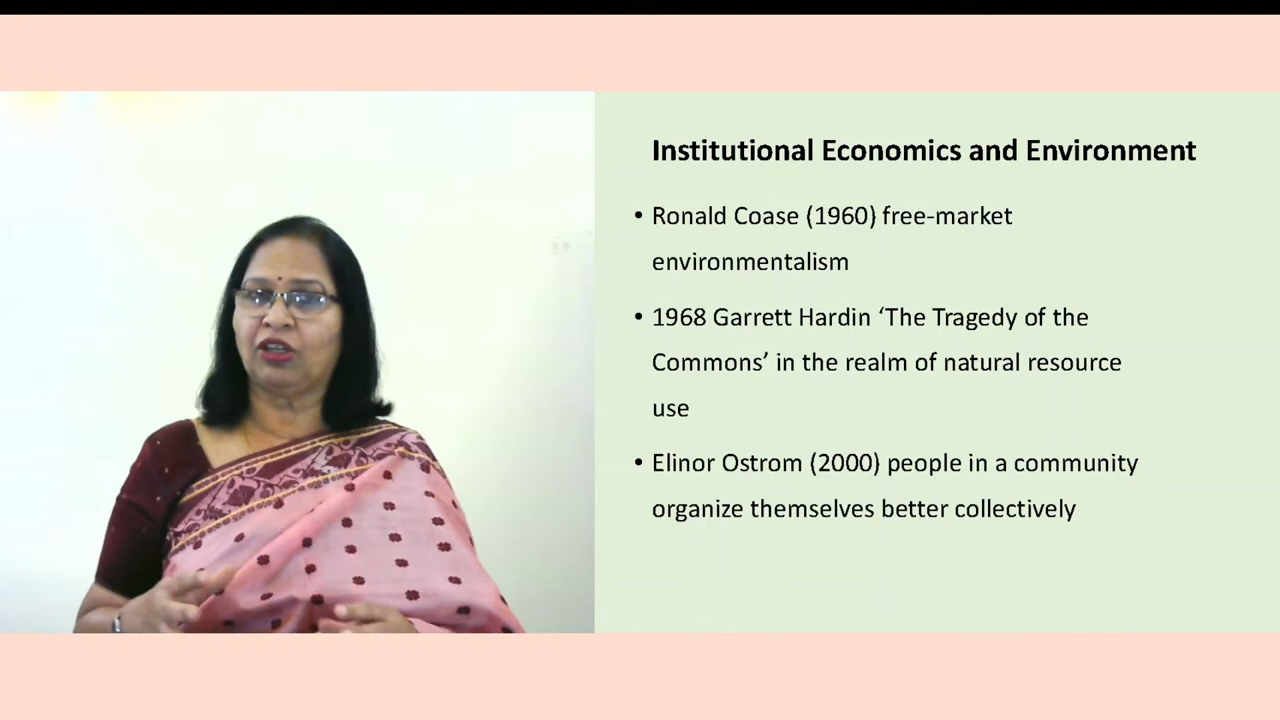 Institutional Economics and Environment
• Ronald Coase (1960) free-market
environmentalism
• 1968 Garrett Hardin ‘The Tragedy of the
Commons’ in the realm of natural resource
use
• Elinor Ostrom (2000) people in a community
organize themselves better collectively